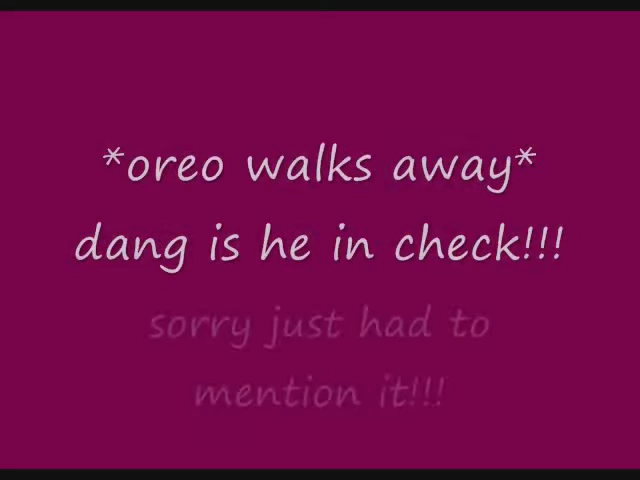 *oreo walks away*
dang is he in check!!!
sorry just had to
mention it!!!